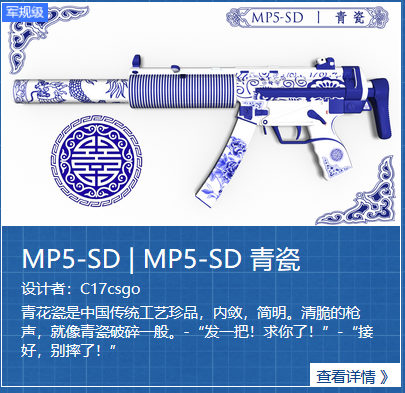 军规级
MP5-SD | 青瓷
MP5-SD | MP5-SD 青瓷
设计者：C17csgo
青花瓷是中国传统工艺珍品，内敛，简明。清脆的枪
声，就像青瓷破碎一般。-“发一把！求你了！”-“接
好，别摔了！”
查看详情 》